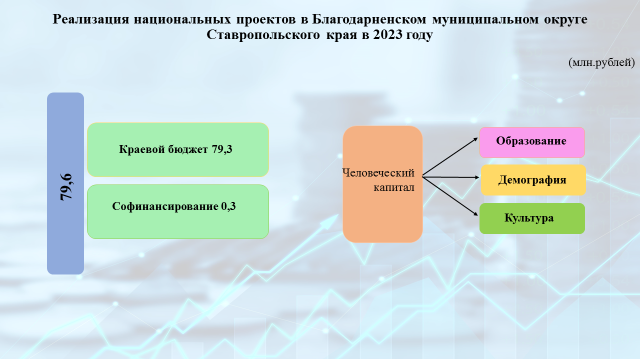 Реализация национальных проектов в Благодарненском муниципальном округе
Ставропольского края в 2023 году
(млн.рублей)
79,6
Краевой бюджет 79,3
Софинансирование 0,3
Человеческий
капитал
Образование
Демография
Культура